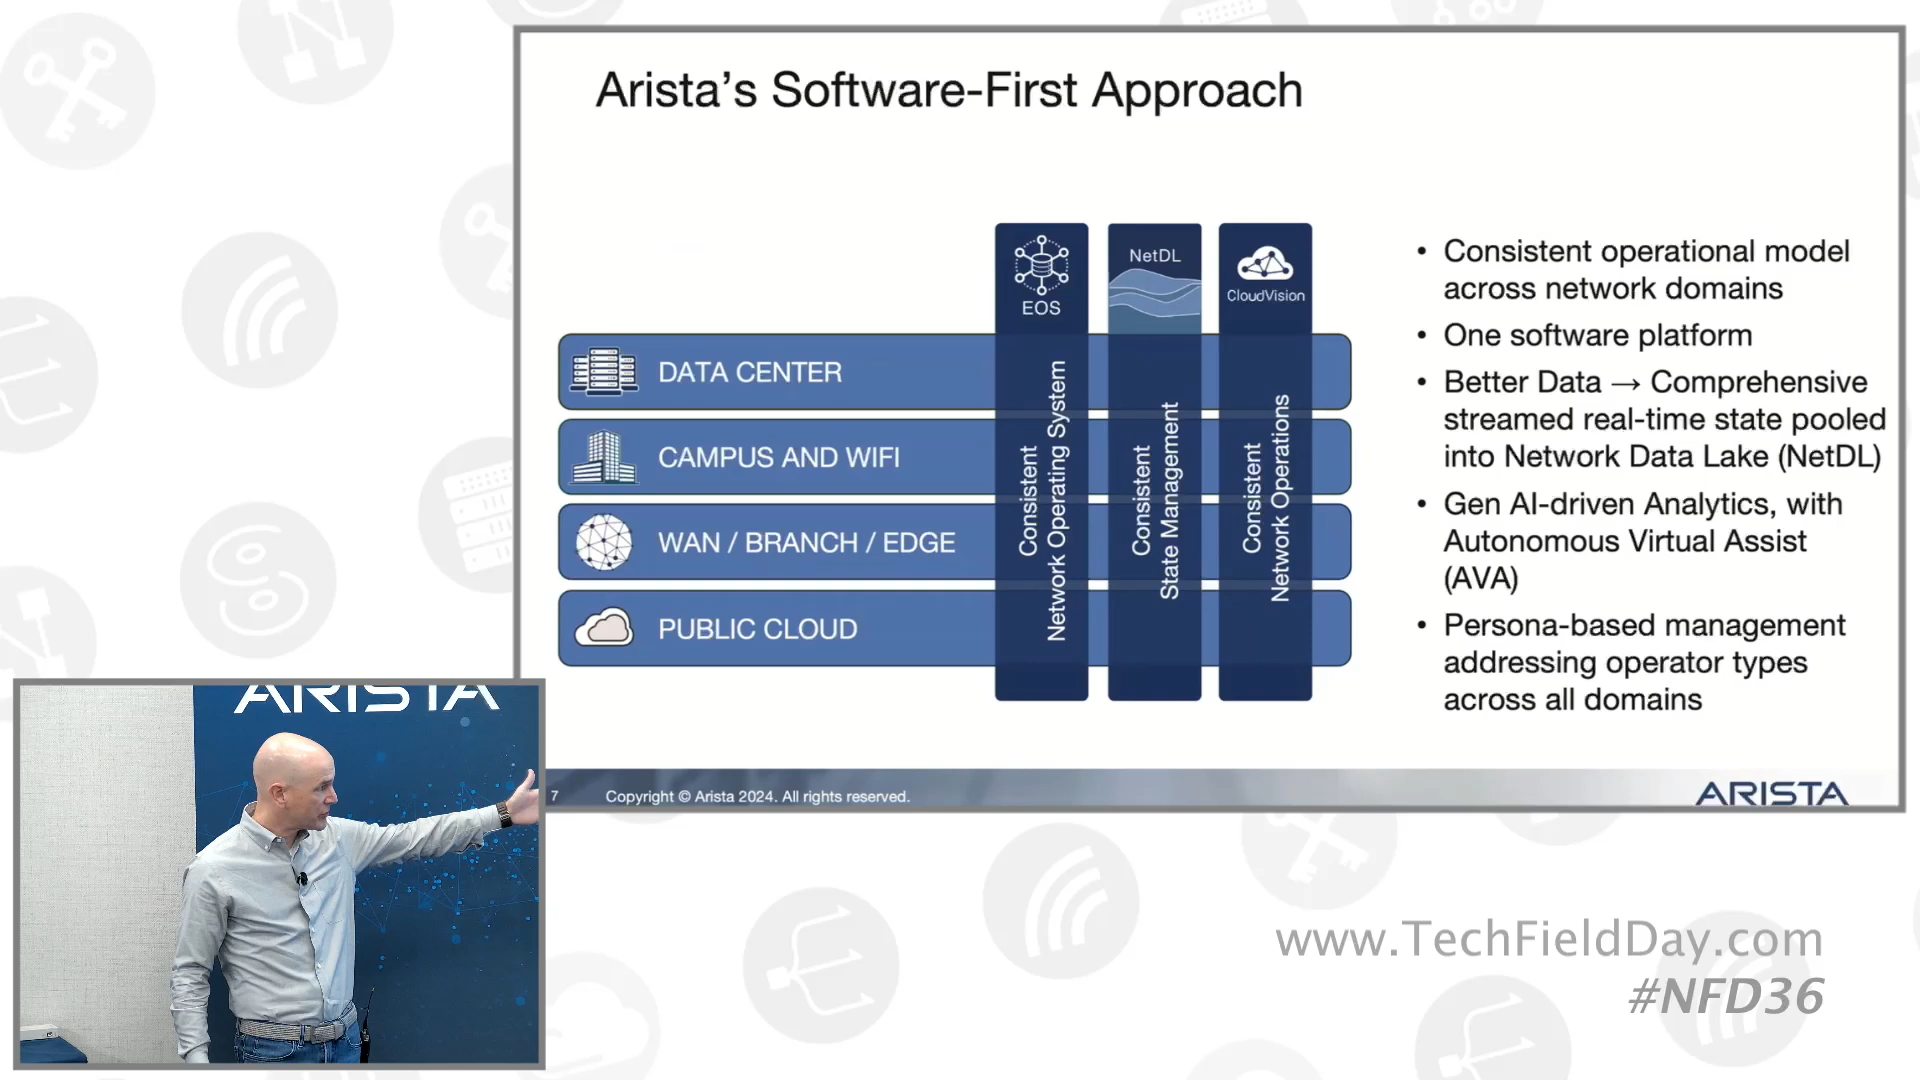 Arista's Software-First Approach
EOS
NetDL
CloudVision
DATA CENTER
CAMPUS AND WIFI
WAN / BRANCH / EDGE
PUBLIC CLOUD
Consistent
Network Operating System
Consistent
State Management
Consistent
Network Operations
• Consistent operational model
across network domains
• One software platform
• Better Data → Comprehensive
streamed real-time state pooled
into Network Data Lake (NetDL)
• Gen AI-driven Analytics, with
Autonomous Virtual Assist
(AVA)
• Persona-based management
addressing operator types
across all domains
7
Copyright © Arista 2024. All rights reserved.
ARISTA
ARISTA
www.TechFieldDay.com
#NFD36